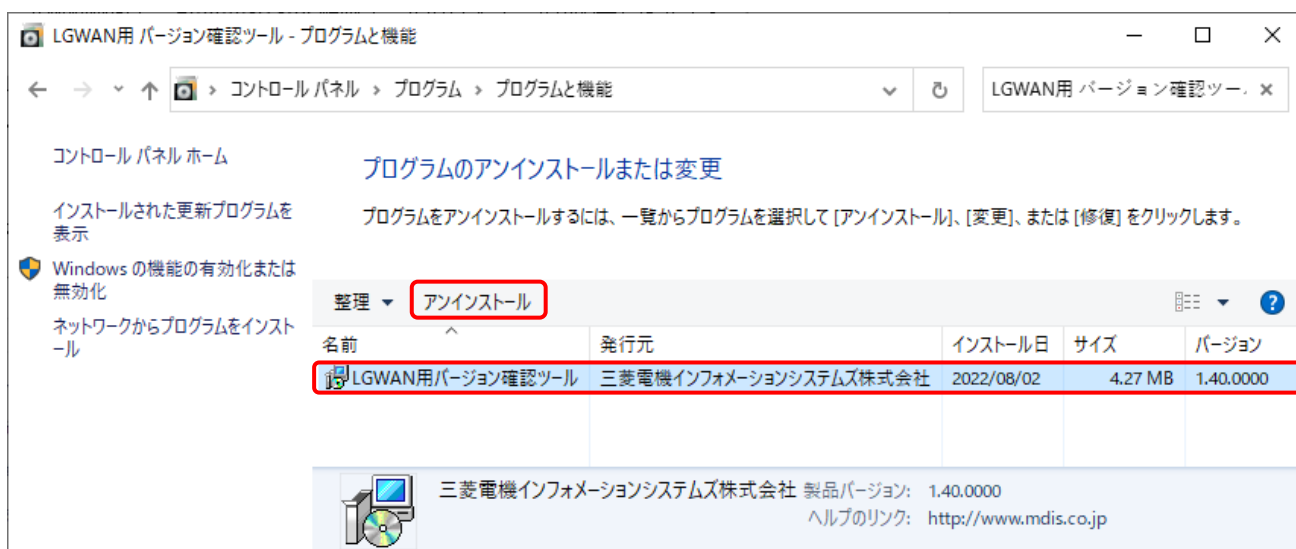 LGWAN用 バージョン確認ツール - プログラムと機能
コントロール パネル › プログラム › プログラムと機能
LGWAN用 バージョン確認ツー
コントロール パネル ホーム
プログラムのアンインストールまたは変更
インストールされた更新プログラムを
表示
プログラムをアンインストールするには、一覧からプログラムを選択して [アンインストール]、[変更]、または [修復] をクリックします。
Windows の機能の有効化または
無効化
ネットワークからプログラムをインスト
ール
整理 アンインストール
名前 発行元 インストール日 サイズ バージョン
LGWAN用バージョン確認ツール 三菱電機インフォメーションシステムズ株式会社 2022/08/02 4.27 MB 1.40.0000
三菱電機インフォメーションシステムズ株式会社 製品バージョン: 1.40.0000
ヘルプのリンク: http://www.mdis.co.jp